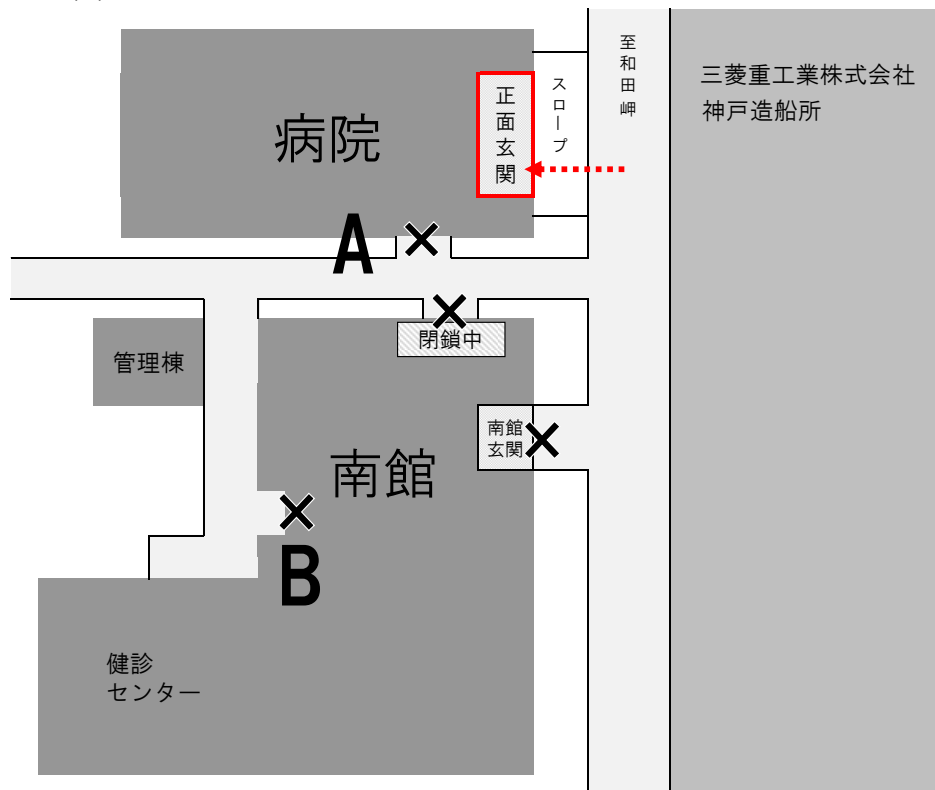 病院
正面玄関
スロープ
至和田岬
三菱重工業株式会社
神戸造船所
A
閉鎖中
管理棟
南館
玄関
南館
B
健診
センター